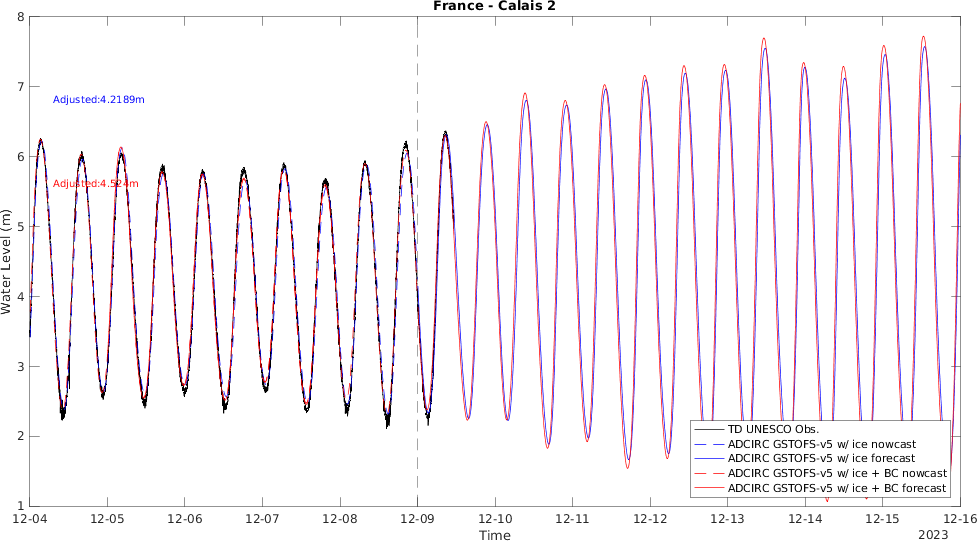 France - Calais 2
8
7
6
5
4
3
2
1
Water Level (m)
Adjusted:4.2189m
Adjusted:4.524m
TD UNESCO Obs.
ADCIRC GSTOFS-v5 w/ ice nowcast
ADCIRC GSTOFS-v5 w/ ice forecast
ADCIRC GSTOFS-v5 w/ ice + BC nowcast
ADCIRC GSTOFS-v5 w/ ice + BC forecast
12-04 12-05 12-06 12-07 12-08 12-09 12-10 12-11 12-12 12-13 12-14 12-15 12-16
Time
2023